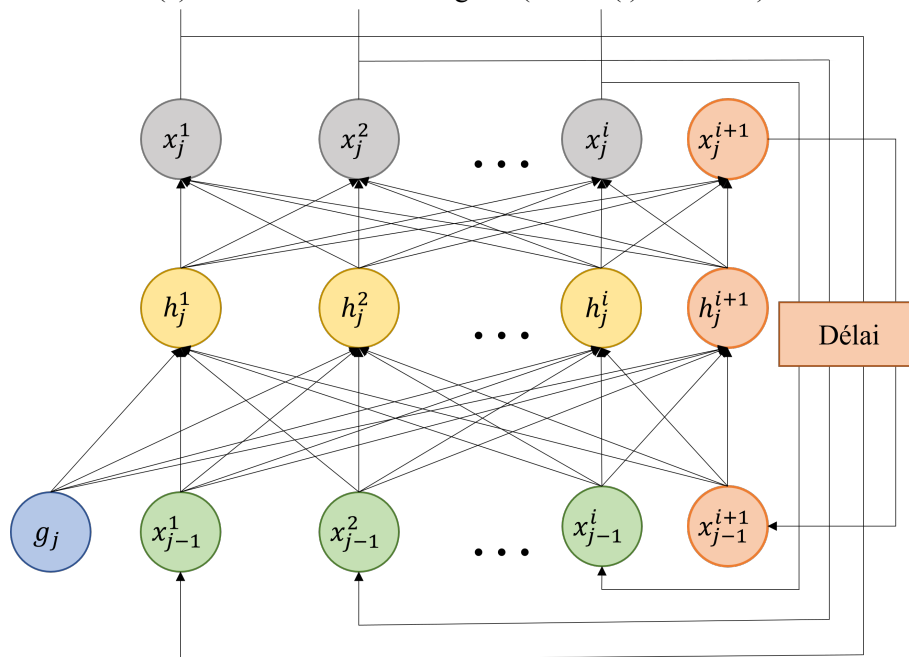 x_j^1 x_j^2 ... x_j^i x_j^{i+1}
h_j^1 h_j^2 ... h_j^i h_j^{i+1}
Délai
g_j x_{j-1}^1 x_{j-1}^2 ... x_{j-1}^i x_{j-1}^{i+1}